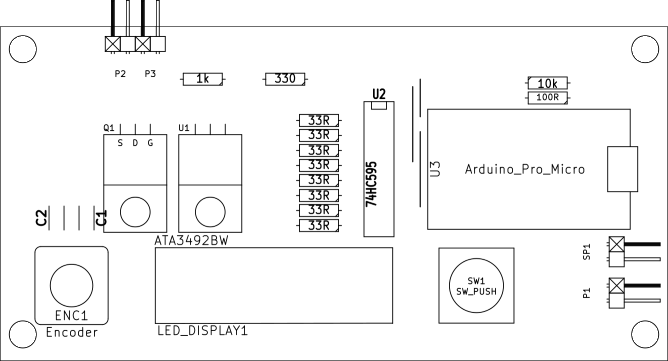 P2 P3
1k
330
U2
10k
100R
33R
33R
33R
33R
33R
33R
33R
33R
Q1
S D G
U1
74HC595
U3
Arduino_Pro_Micro
C2
C1
ATA3492BW
SP1
ENC1
Encoder
SW1
SW_PUSH
P1
LED_DISPLAY1